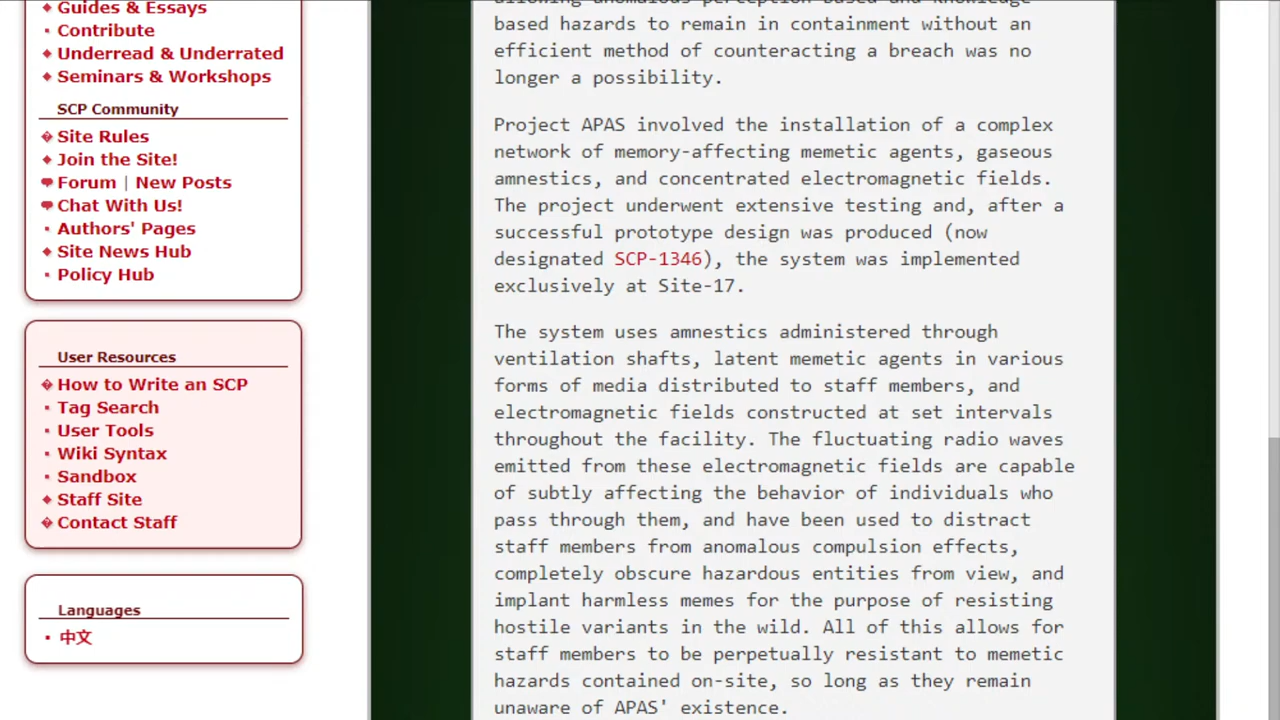 Guides & Essays
Contribute
Underread & Underrated
Seminars & Workshops
SCP Community
Site Rules
Join the Site!
Forum | New Posts
Chat With Us!
Authors' Pages
Site News Hub
Policy Hub
User Resources
How to Write an SCP
Tag Search
User Tools
Wiki Syntax
Sandbox
Staff Site
Contact Staff
Languages
中文
allowing anomalous perception-based and knowledge-
based hazards to remain in containment without an
efficient method of counteracting a breach was no
longer a possibility.
Project APAS involved the installation of a complex
network of memory-affecting memetic agents, gaseous
amnestics, and concentrated electromagnetic fields.
The project underwent extensive testing and, after a
successful prototype design was produced (now
designated SCP-1346), the system was implemented
exclusively at Site-17.
The system uses amnestics administered through
ventilation shafts, latent memetic agents in various
forms of media distributed to staff members, and
electromagnetic fields constructed at set intervals
throughout the facility. The fluctuating radio waves
emitted from these electromagnetic fields are capable
of subtly affecting the behavior of individuals who
pass through them, and have been used to distract
staff members from anomalous compulsion effects,
completely obscure hazardous entities from view, and
implant harmless memes for the purpose of resisting
hostile variants in the wild. All of this allows for
staff members to be perpetually resistant to memetic
hazards contained on-site, so long as they remain
unaware of APAS' existence.